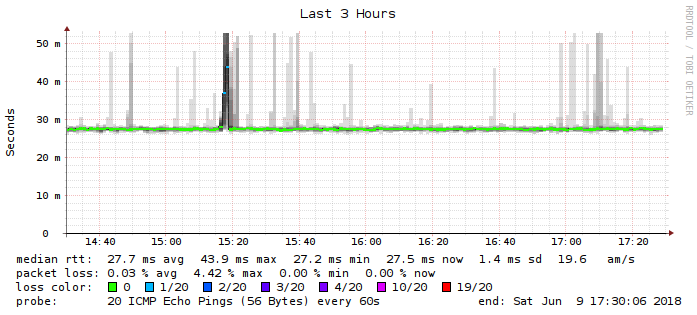 Last 3 Hours
RRDTOOL / TOBI OETIKER
Seconds
50 m
40 m
30 m
20 m
10 m
0
14:40 15:00 15:20 15:40 16:00 16:20 16:40 17:00 17:20
median rtt: 27.7 ms avg 43.9 ms max 27.2 ms min 27.5 ms now 1.4 ms sd 19.6 am/s
packet loss: 0.03 % avg 4.42 % max 0.00 % min 0.00 % now
loss color: 0 1/20 2/20 3/20 4/20 10/20 19/20
probe: 20 ICMP Echo Pings (56 Bytes) every 60s end: Sat Jun 9 17:30:06 2018